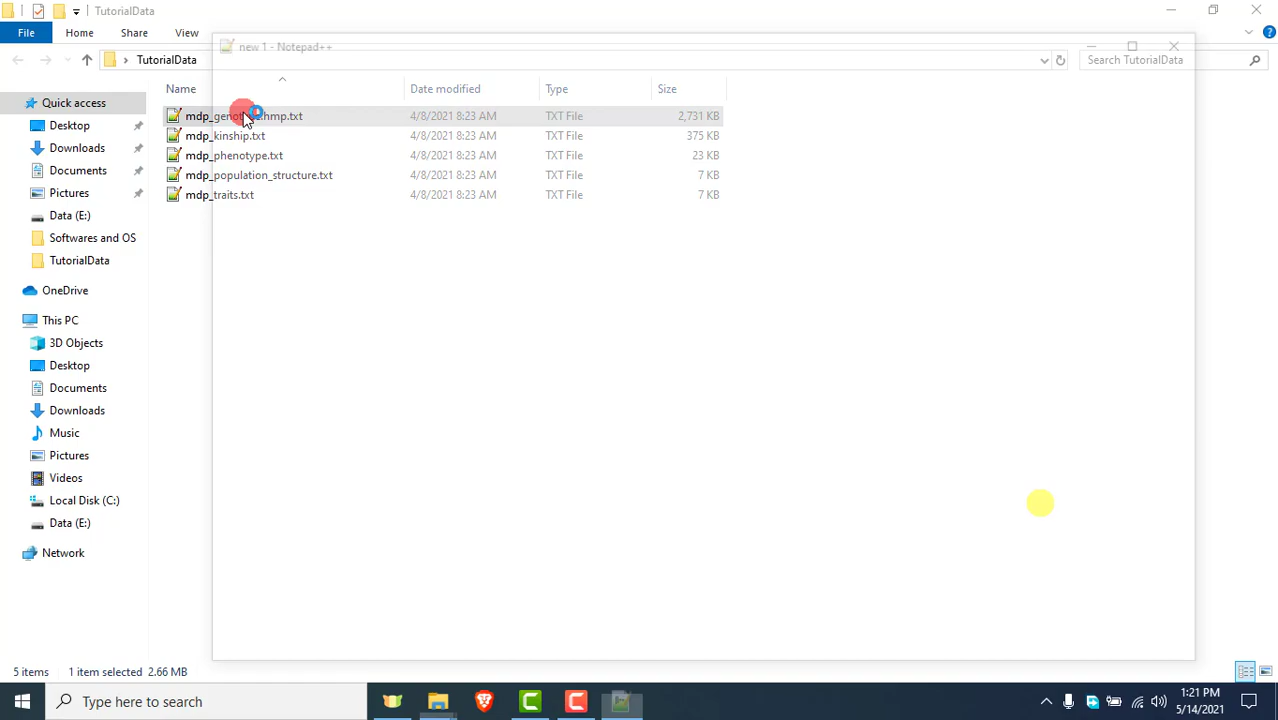 TutorialData
File Home Share View
TutorialData
Search TutorialData
new 1 - Notepad++
Name Date modified Type Size
mdp_genotype.hmp.txt 4/8/2021 8:23 AM TXT File 2,731 KB
mdp_kinship.txt 4/8/2021 8:23 AM TXT File 375 KB
mdp_phenotype.txt 4/8/2021 8:23 AM TXT File 23 KB
mdp_population_structure.txt 4/8/2021 8:23 AM TXT File 7 KB
mdp_traits.txt 4/8/2021 8:23 AM TXT File 7 KB
Quick access
Desktop
Downloads
Documents
Pictures
Data (E:)
Softwares and OS
TutorialData
OneDrive
This PC
3D Objects
Desktop
Documents
Downloads
Music
Pictures
Videos
Local Disk (C:)
Data (E:)
Network
5 items 1 item selected 2.66 MB
Type here to search
1:21 PM
5/14/2021